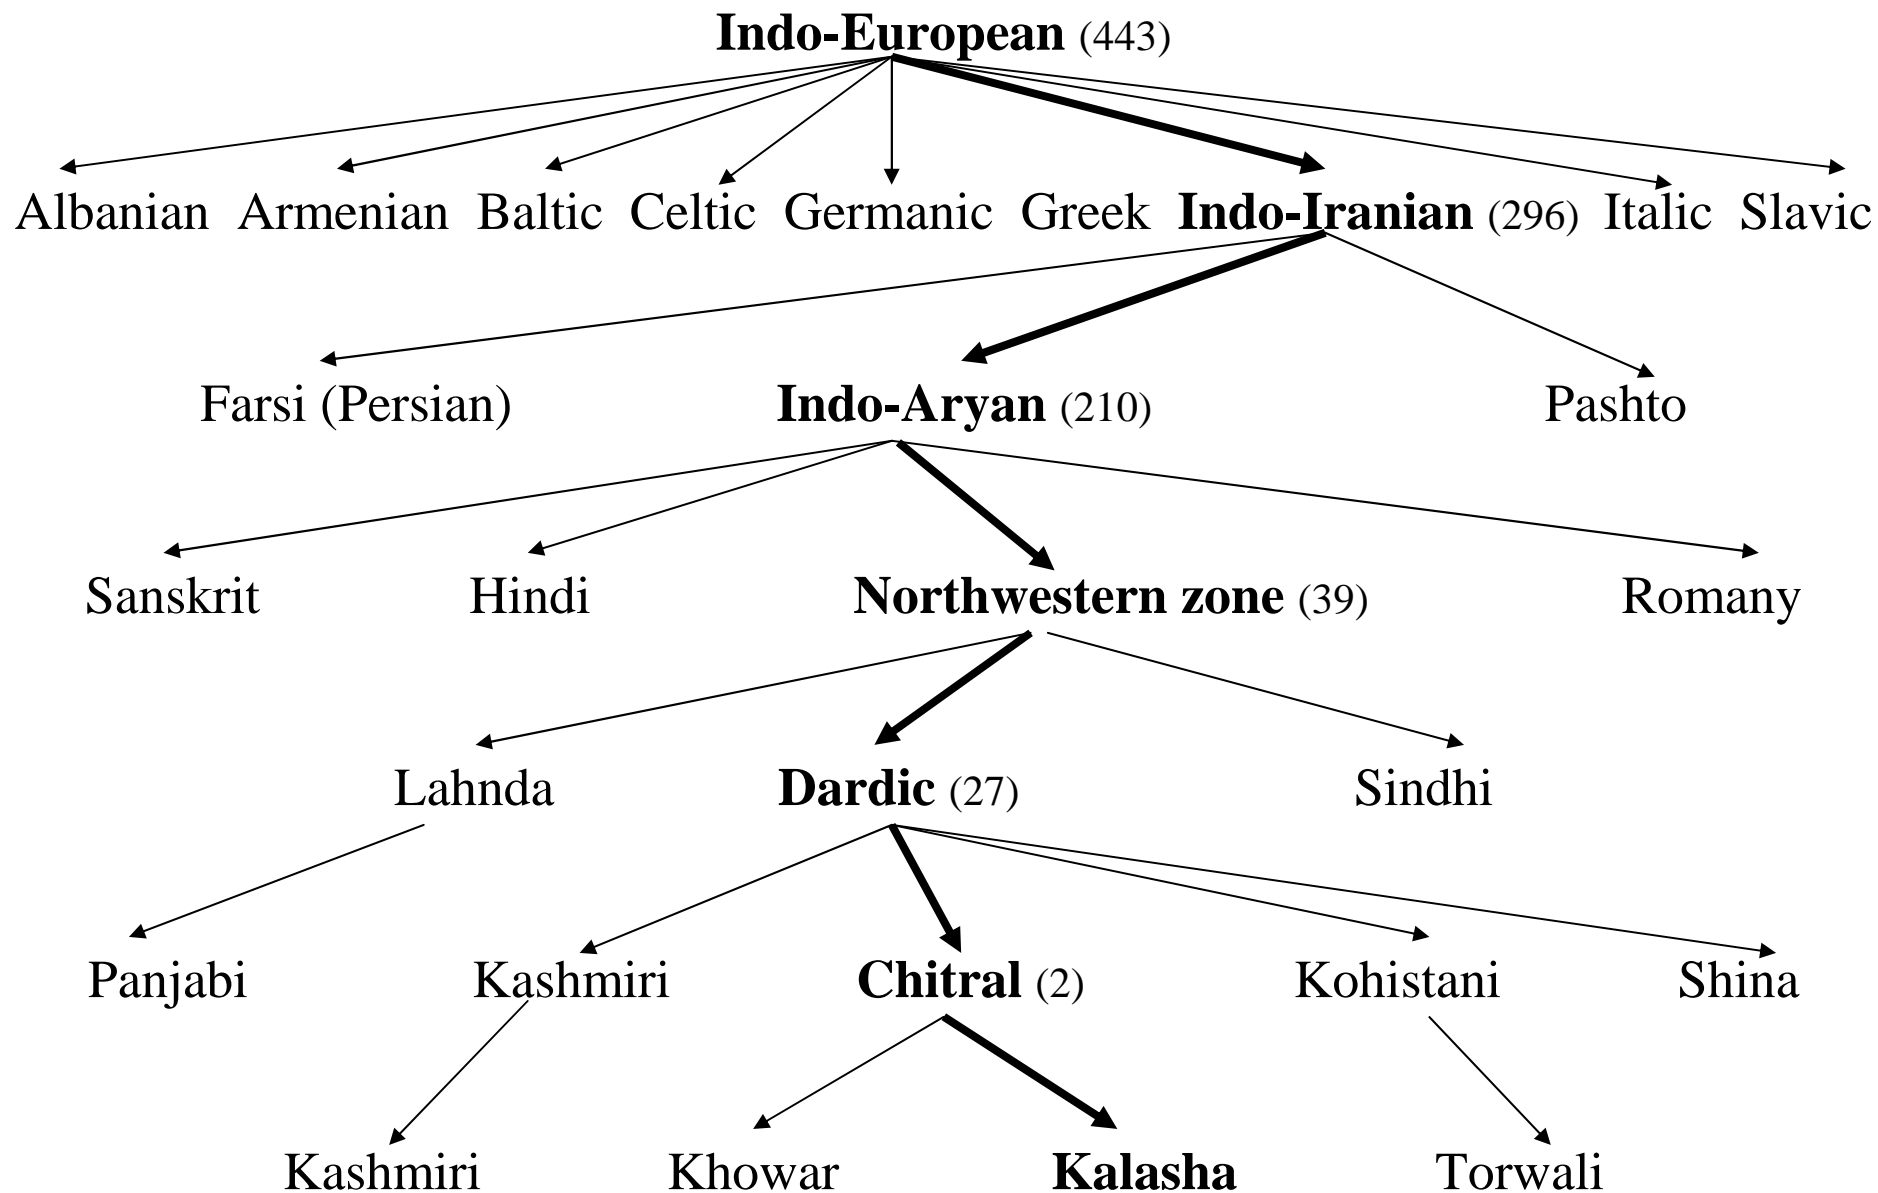 Indo-European (443)
Albanian Armenian Baltic Celtic Germanic Greek Indo-Iranian (296) Italic Slavic
Farsi (Persian) Indo-Aryan (210) Pashto
Sanskrit Hindi Northwestern zone (39) Romany
Lahnda Dardic (27) Sindhi
Panjabi Kashmiri Chitral (2) Kohistani Shina
Kashmiri Khowar Kalasha Torwali